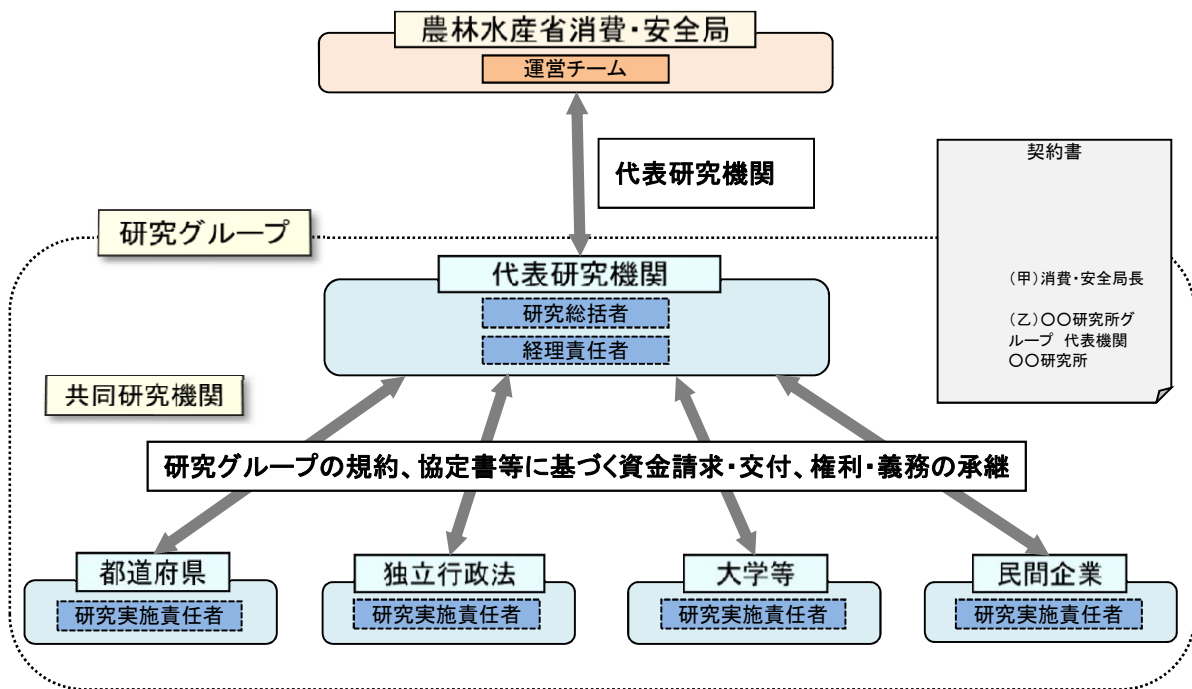 農林水産省消費・安全局
運営チーム
代表研究機関
契約書
(甲)消費・安全局長
(乙)〇〇研究所グ
ループ 代表機関
〇〇研究所
研究グループ
代表研究機関
研究総括者
経理責任者
共同研究機関
研究グループの規約、協定書等に基づく資金請求・交付、権利・義務の承継
都道府県
研究実施責任者
独立行政法
研究実施責任者
大学等
研究実施責任者
民間企業
研究実施責任者